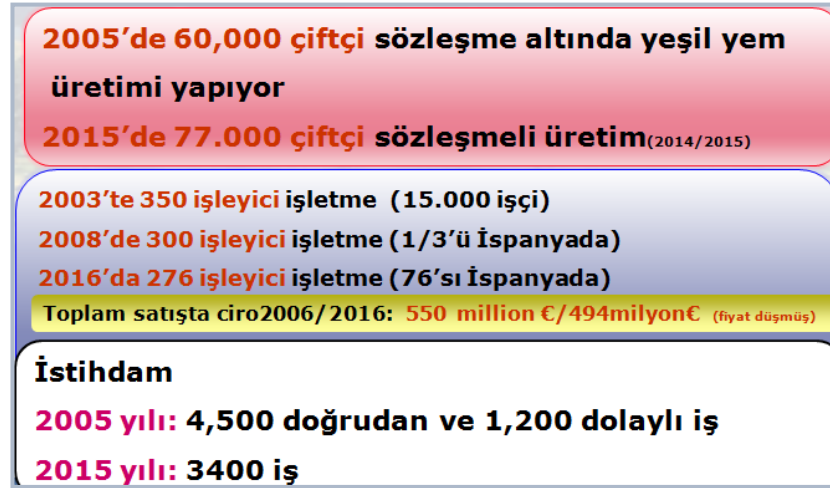 2005’de 60,000 çiftçi sözleşme altında yeşil yem
üretimi yapıyor
2015’de 77.000 çiftçi sözleşmeli üretim(2014/2015)
2003’te 350 işleyici işletme (15.000 işçi)
2008’de 300 işleyici işletme (1/3’ü İspanyada)
2016’da 276 işleyici işletme (76’sı İspanyada)
Toplam satışta ciro2006/2016: 550 million €/494milyon€ (fiyat düşmüş)
İstihdam
2005 yılı: 4,500 doğrudan ve 1,200 dolaylı iş
2015 yılı: 3400 iş